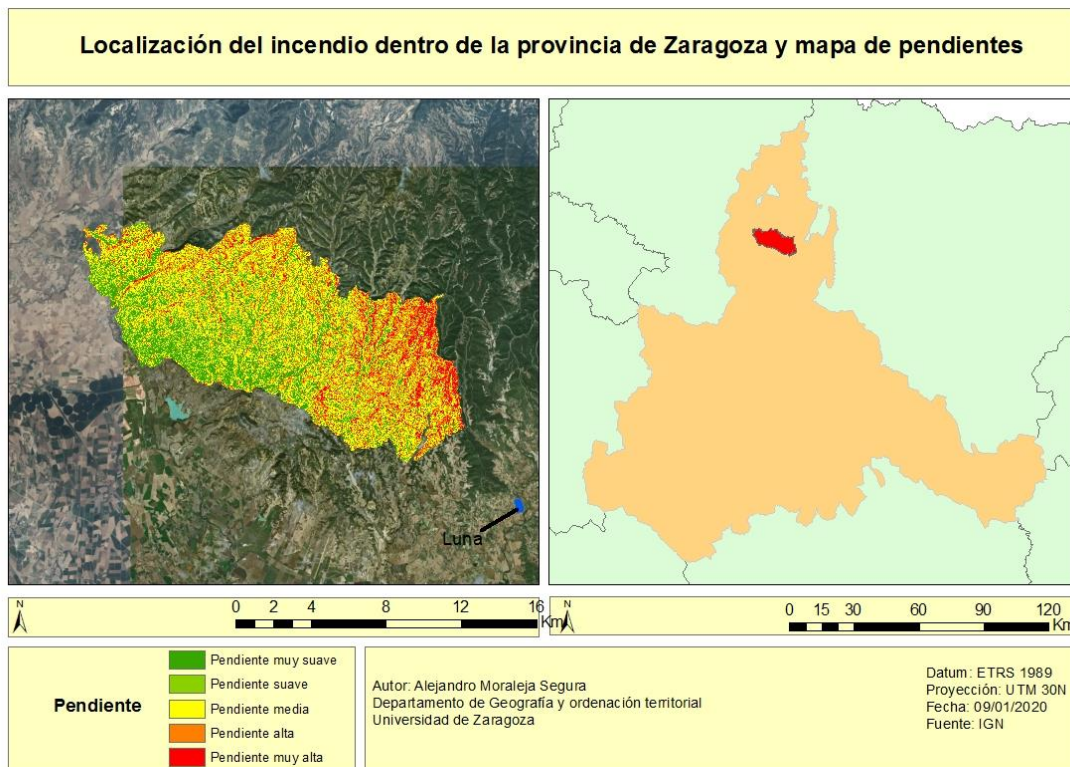 Localización del incendio dentro de la provincia de Zaragoza y mapa de pendientes
Luna
N
0 2 4 8 12 16
Km
N
0 15 30 60 90 120
Km
Pendiente
Pendiente muy suave
Pendiente suave
Pendiente media
Pendiente alta
Pendiente muy alta
Autor: Alejandro Moraleja Segura
Departamento de Geografía y ordenación territorial
Universidad de Zaragoza
Datum: ETRS 1989
Proyección: UTM 30N
Fecha: 09/01/2020
Fuente: IGN